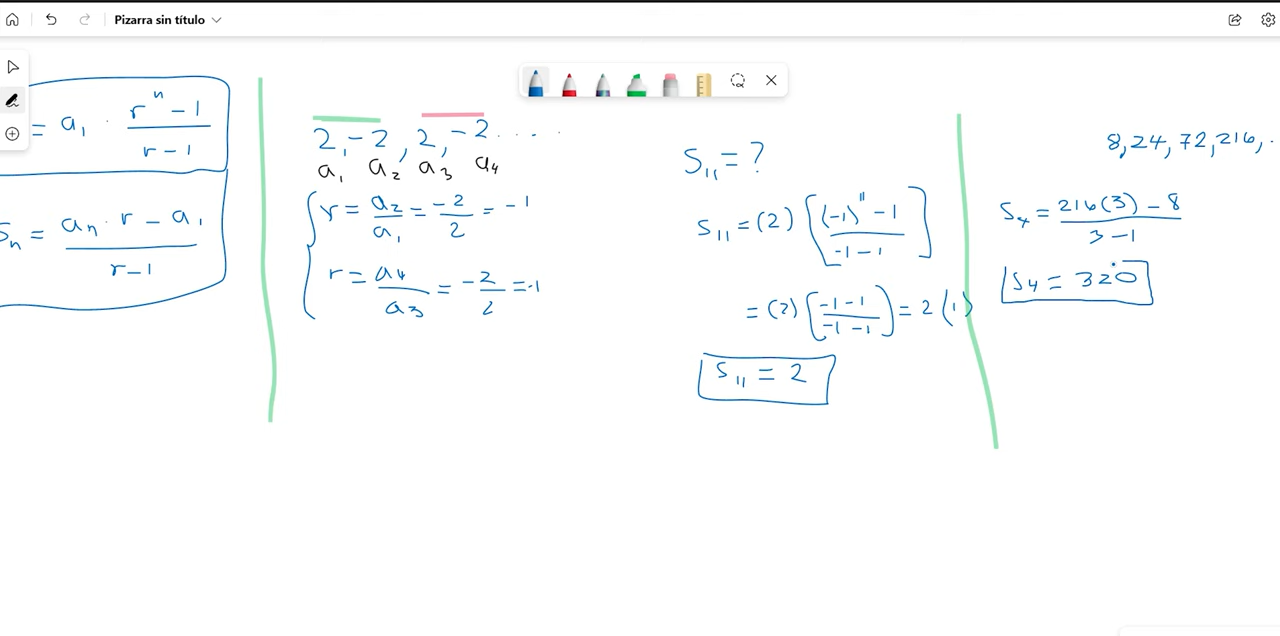 Pizarra sin título
= a₁ · (rⁿ - 1)/(r - 1)
Sₙ = (aₙ · r - a₁)/(r - 1)
2, -2, 2, -2 ....
a₁ a₂ a₃ a₄
r = a₂/a₁ = -2/2 = -1
r = a₄/a₃ = -2/2 = -1
S₁₁ = ?
S₁₁ = (2) [((-1)¹¹ - 1)/(-1 - 1)]
= (2) [(-1 - 1)/(-1 - 1)] = 2 (1)
S₁₁ = 2
8, 24, 72, 216, .
S₄ = (216(3) - 8)/(3 - 1)
S₄ = 320